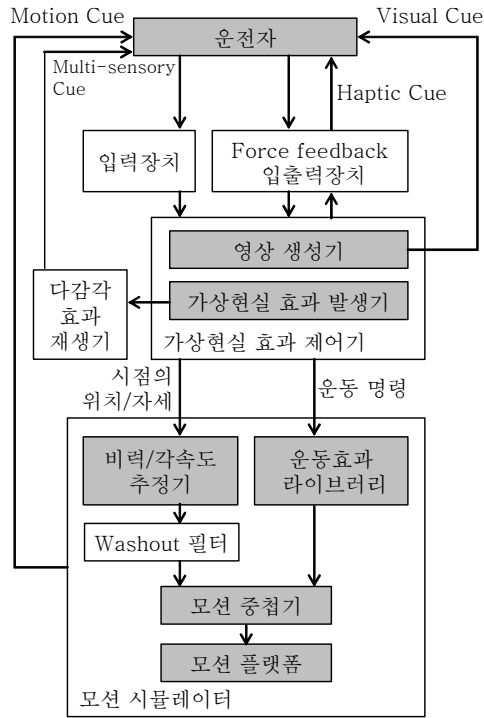 Motion Cue
Visual Cue
운전자
Multi-sensory
Cue
Haptic Cue
입력장치
Force feedback
입출력장치
영상 생성기
다감각
효과
재생기
가상현실 효과 발생기
가상현실 효과 제어기
시점의
위치/자세
운동 명령
비력/각속도
추정기
운동효과
라이브러리
Washout 필터
모션 중첩기
모션 플랫폼
모션 시뮬레이터